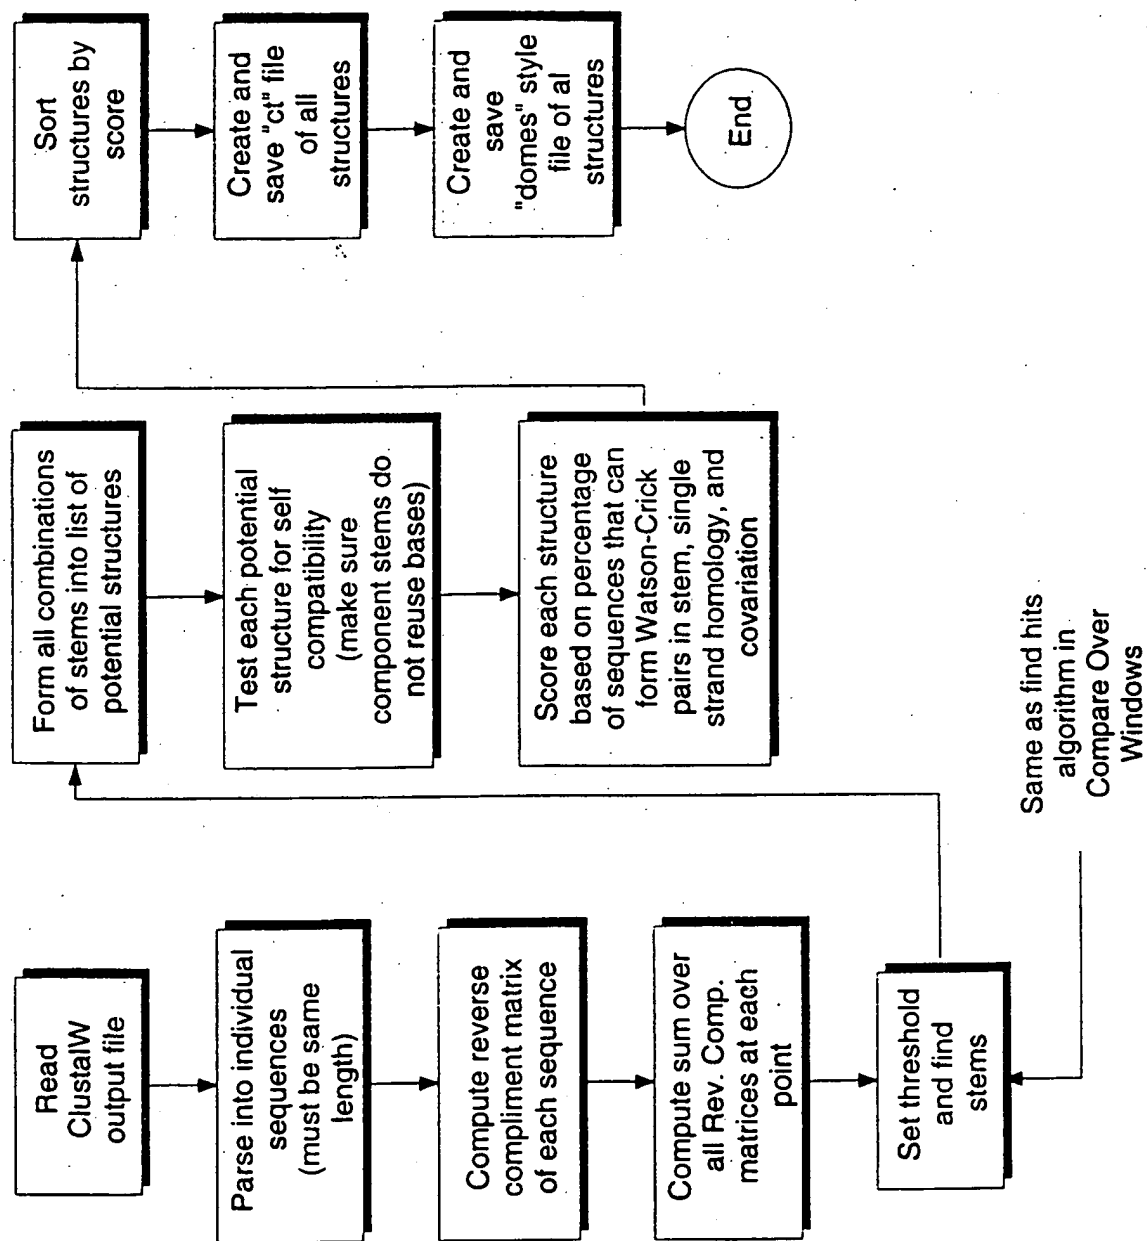 Read
ClustalW
output file
Parse into individual
sequences
(must be same
length)
Compute reverse
compliment matrix
of each sequence
Compute sum over
all Rev. Comp.
matrices at each
point
Set threshold
and find
stems
Same as find hits
algorithm in
Compare Over
Windows
Form all combinations
of stems into list of
potential structures
Test each potential
structure for self
compatibility
(make sure
component stems do
not reuse bases)
Score each structure
based on percentage
of sequences that can
form Watson-Crick
pairs in stem, single
strand homology, and
covariation
Sort
structures by
score
Create and
save "ct" file
of all
structures
Create and
save
"domes" style
file of al
structures
End